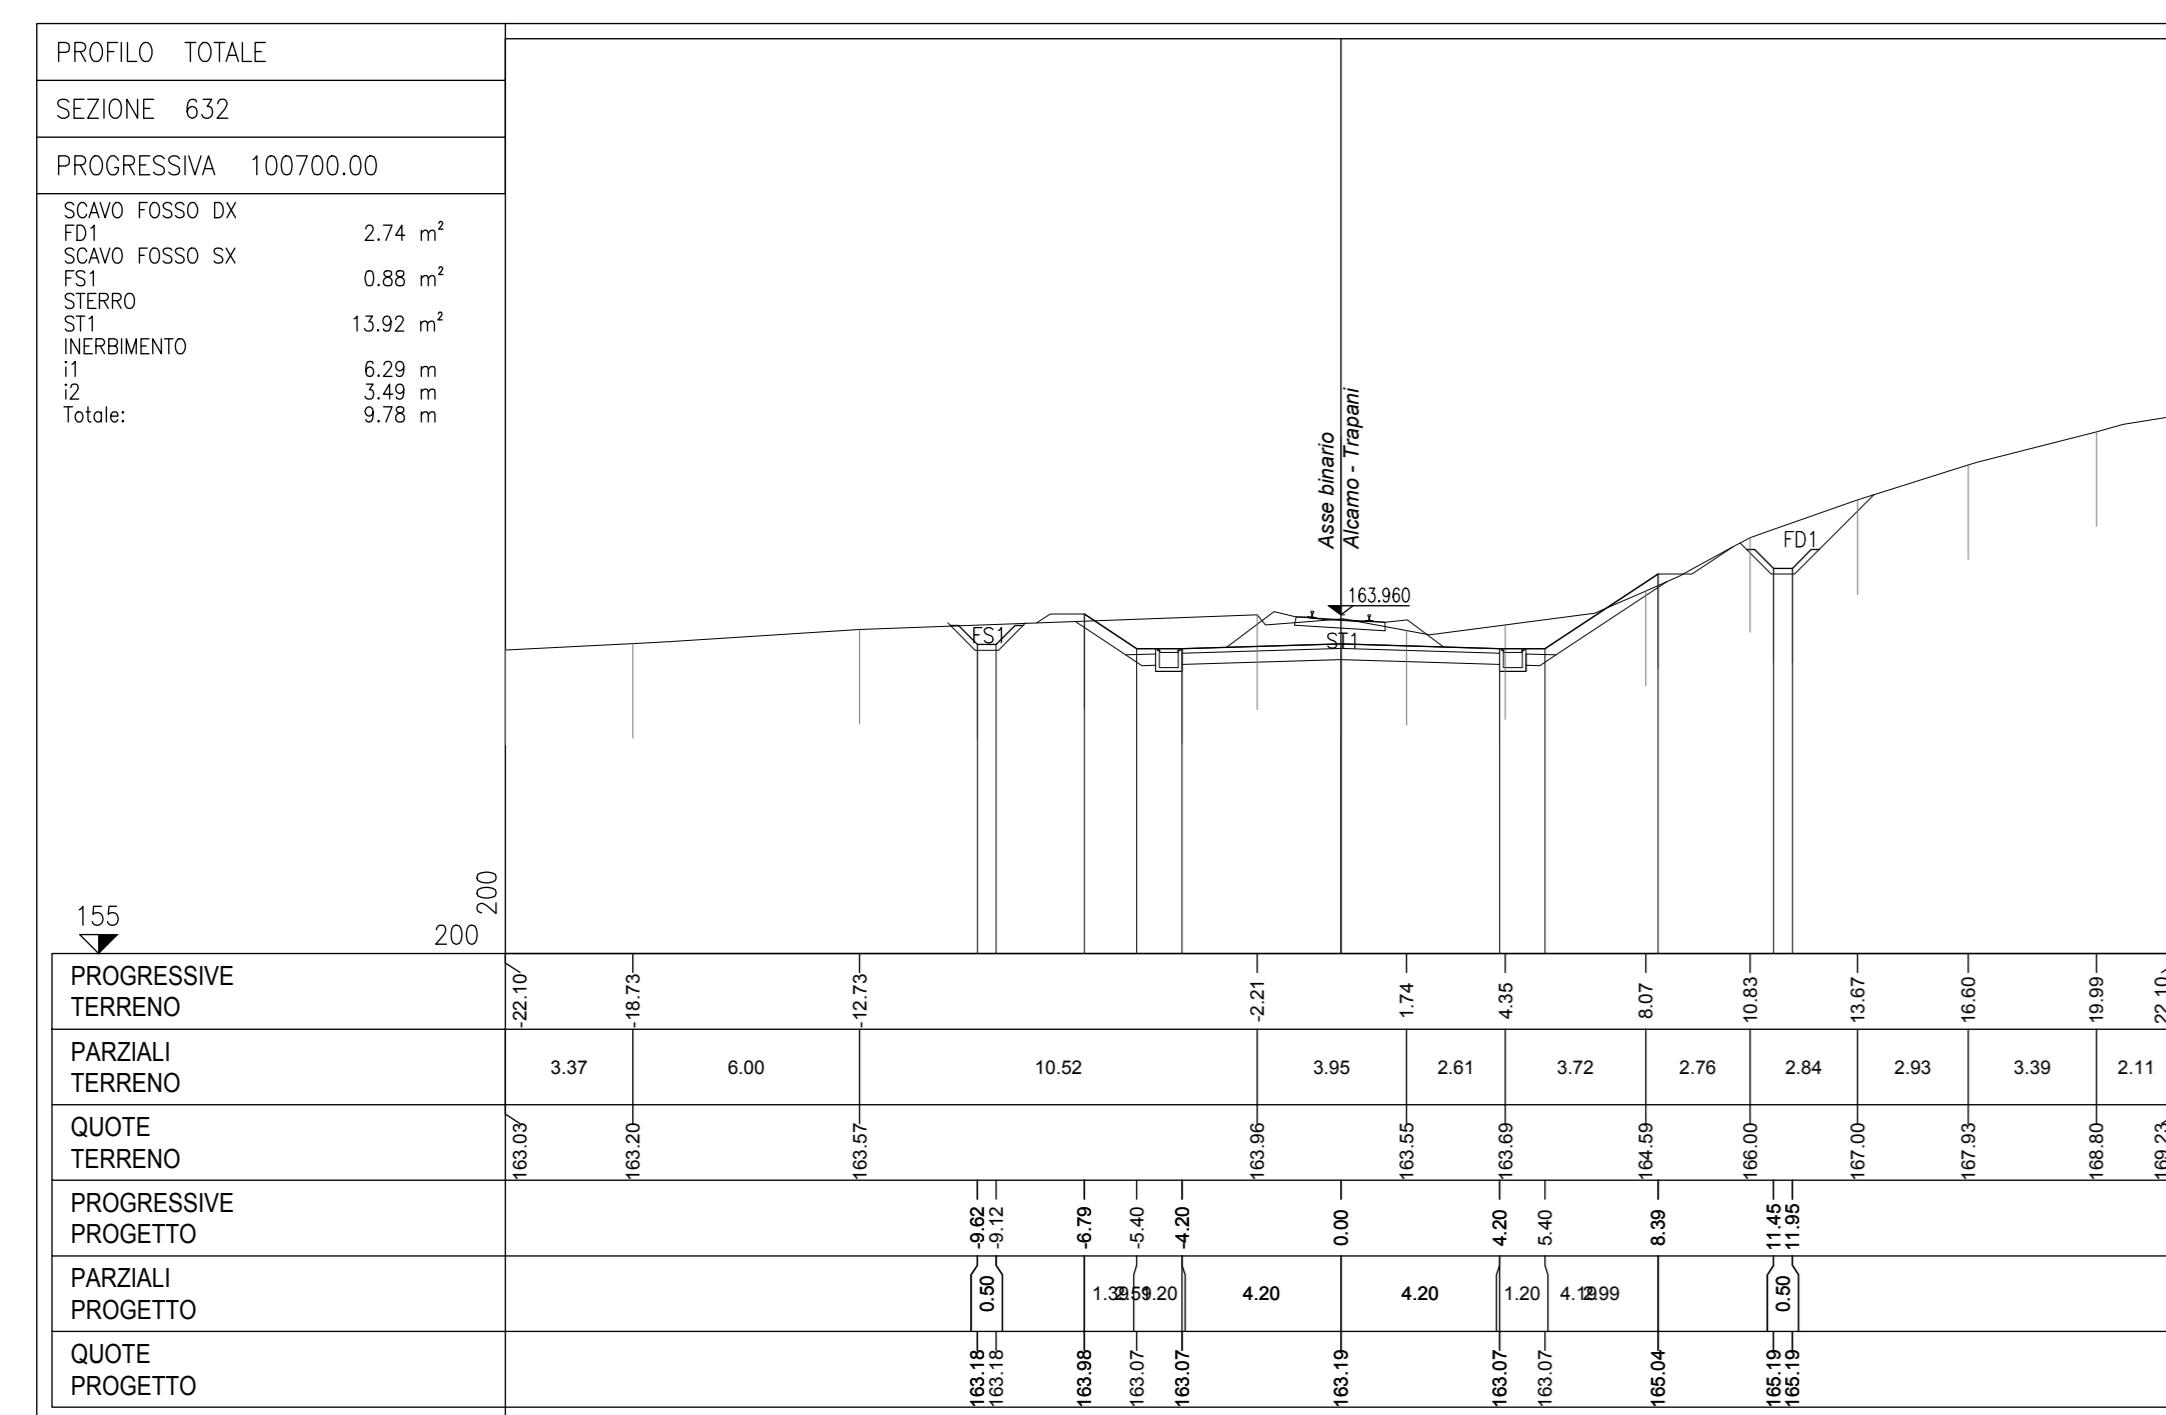 PROFILO TOTALE
SEZIONE 632
PROGRESSIVA 100700.00
SCAVO FOSSO DX
FD1 2.74 m²
SCAVO FOSSO SX
FS1 0.88 m²
STERRO
ST1 13.92 m²
INERBIMENTO
i1 6.29 m
i2 3.49 m
Totale: 9.78 m
Asse binario
Alcamo - Trapani
163.960
FS1
ST1
FD1
155
200
200
PROGRESSIVE
TERRENO
-22.10 -18.73 -12.73 -2.21 1.74 4.35 8.07 10.83 13.67 16.60 19.99 22.10
PARZIALI
TERRENO
3.37 6.00 10.52 3.95 2.61 3.72 2.76 2.84 2.93 3.39 2.11
QUOTE
TERRENO
163.03 163.20 163.57 163.96 163.55 163.69 164.59 166.00 167.00 167.93 168.80 169.23
PROGRESSIVE
PROGETTO
-9.62 -9.12 -6.79 -5.40 -4.20 0.00 4.20 5.40 8.39 11.45 11.95
PARZIALI
PROGETTO
0.50 1.20 4.20 4.20 1.20 4.19 2.99 0.50
QUOTE
PROGETTO
163.18 163.18 163.98 163.07 163.07 163.19 163.07 163.07 165.04 165.19 165.19